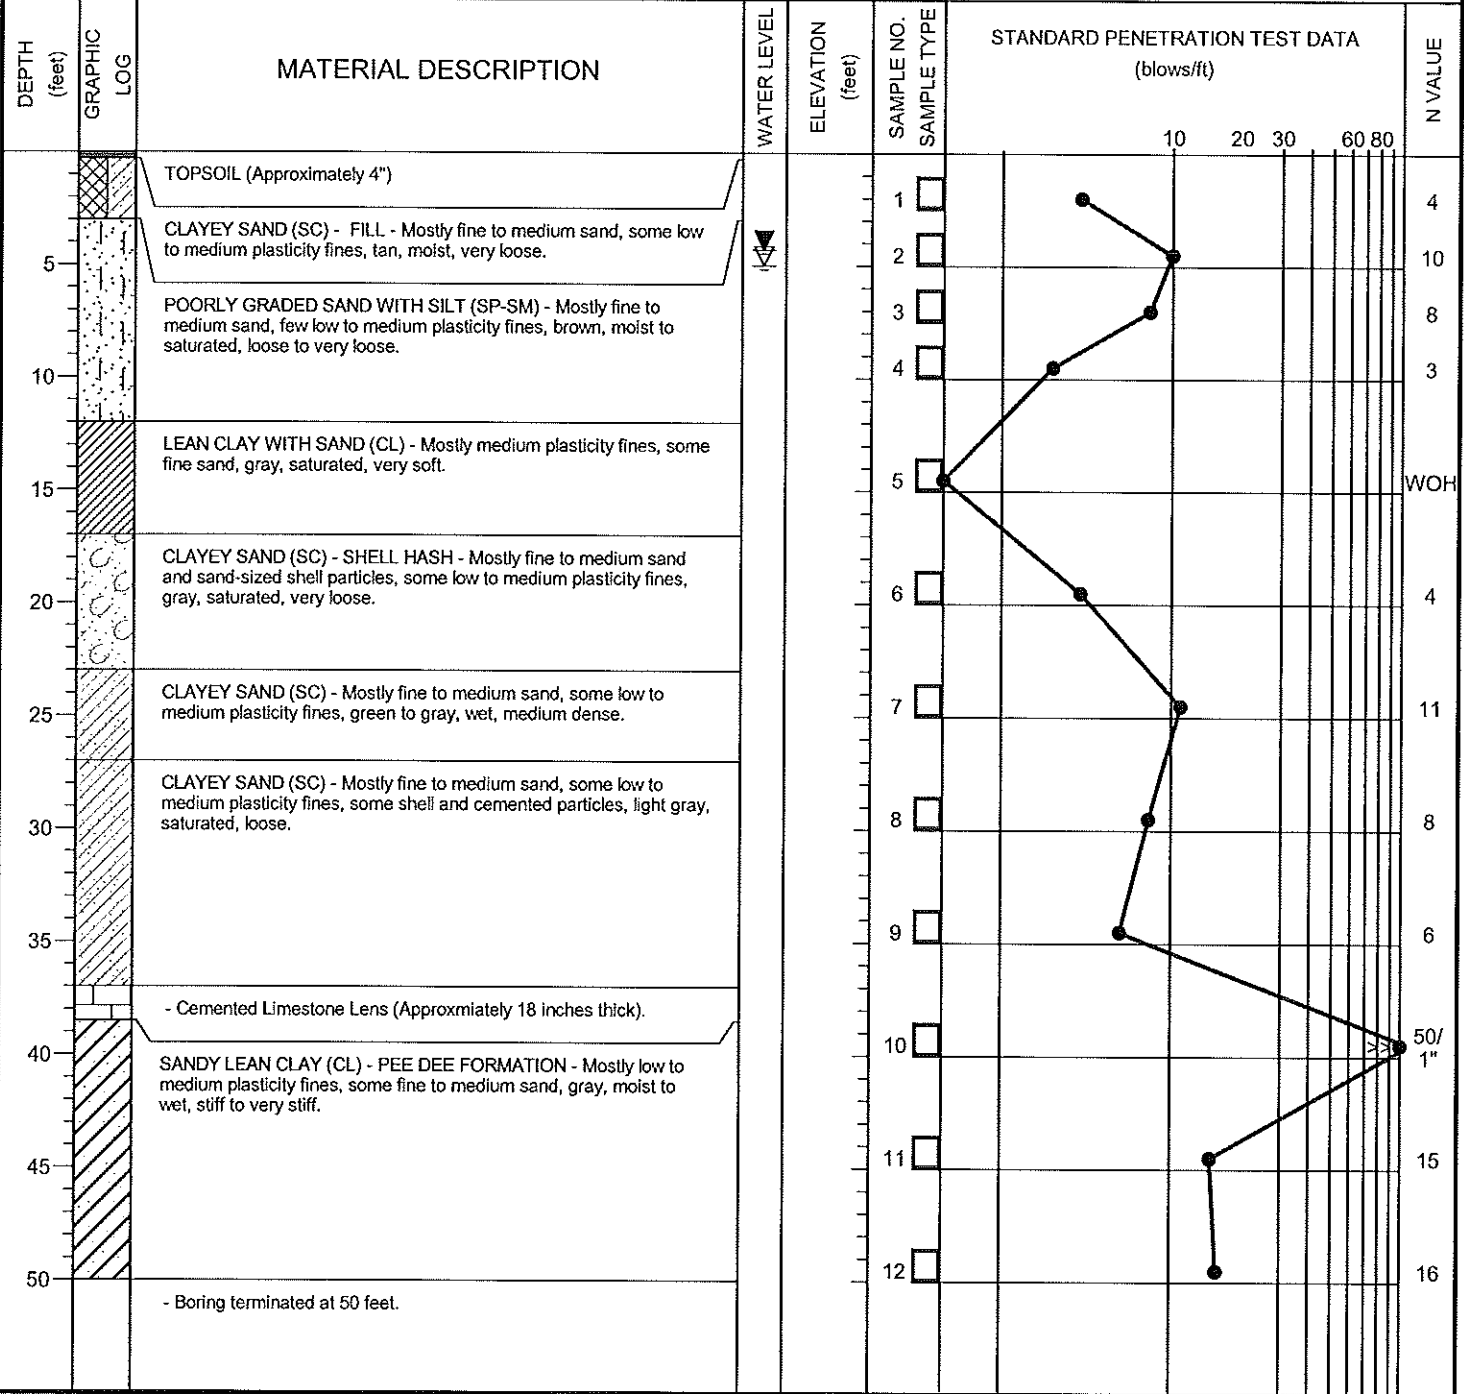 DEPTH
(feet)
GRAPHIC
LOG
MATERIAL DESCRIPTION
WATER LEVEL
ELEVATION
(feet)
SAMPLE NO.
SAMPLE TYPE
STANDARD PENETRATION TEST DATA
(blows/ft)
10 20 30 60 80
N VALUE
TOPSOIL (Approximately 4")
1 4
CLAYEY SAND (SC) - FILL - Mostly fine to medium sand, some low
to medium plasticity fines, tan, moist, very loose.
5 2 10
POORLY GRADED SAND WITH SILT (SP-SM) - Mostly fine to
medium sand, few low to medium plasticity fines, brown, moist to
saturated, loose to very loose.
3 8
10 4 3
LEAN CLAY WITH SAND (CL) - Mostly medium plasticity fines, some
fine sand, gray, saturated, very soft.
15 5 WOH
CLAYEY SAND (SC) - SHELL HASH - Mostly fine to medium sand
and sand-sized shell particles, some low to medium plasticity fines,
gray, saturated, very loose.
20 6 4
CLAYEY SAND (SC) - Mostly fine to medium sand, some low to
medium plasticity fines, green to gray, wet, medium dense.
25 7 11
CLAYEY SAND (SC) - Mostly fine to medium sand, some low to
medium plasticity fines, some shell and cemented particles, light gray,
saturated, loose.
30 8 8
35 9 6
- Cemented Limestone Lens (Approxmiately 18 inches thick).
40 10 >> 50/
1"
SANDY LEAN CLAY (CL) - PEE DEE FORMATION - Mostly low to
medium plasticity fines, some fine to medium sand, gray, moist to
wet, stiff to very stiff.
45 11 15
50 12 16
- Boring terminated at 50 feet.